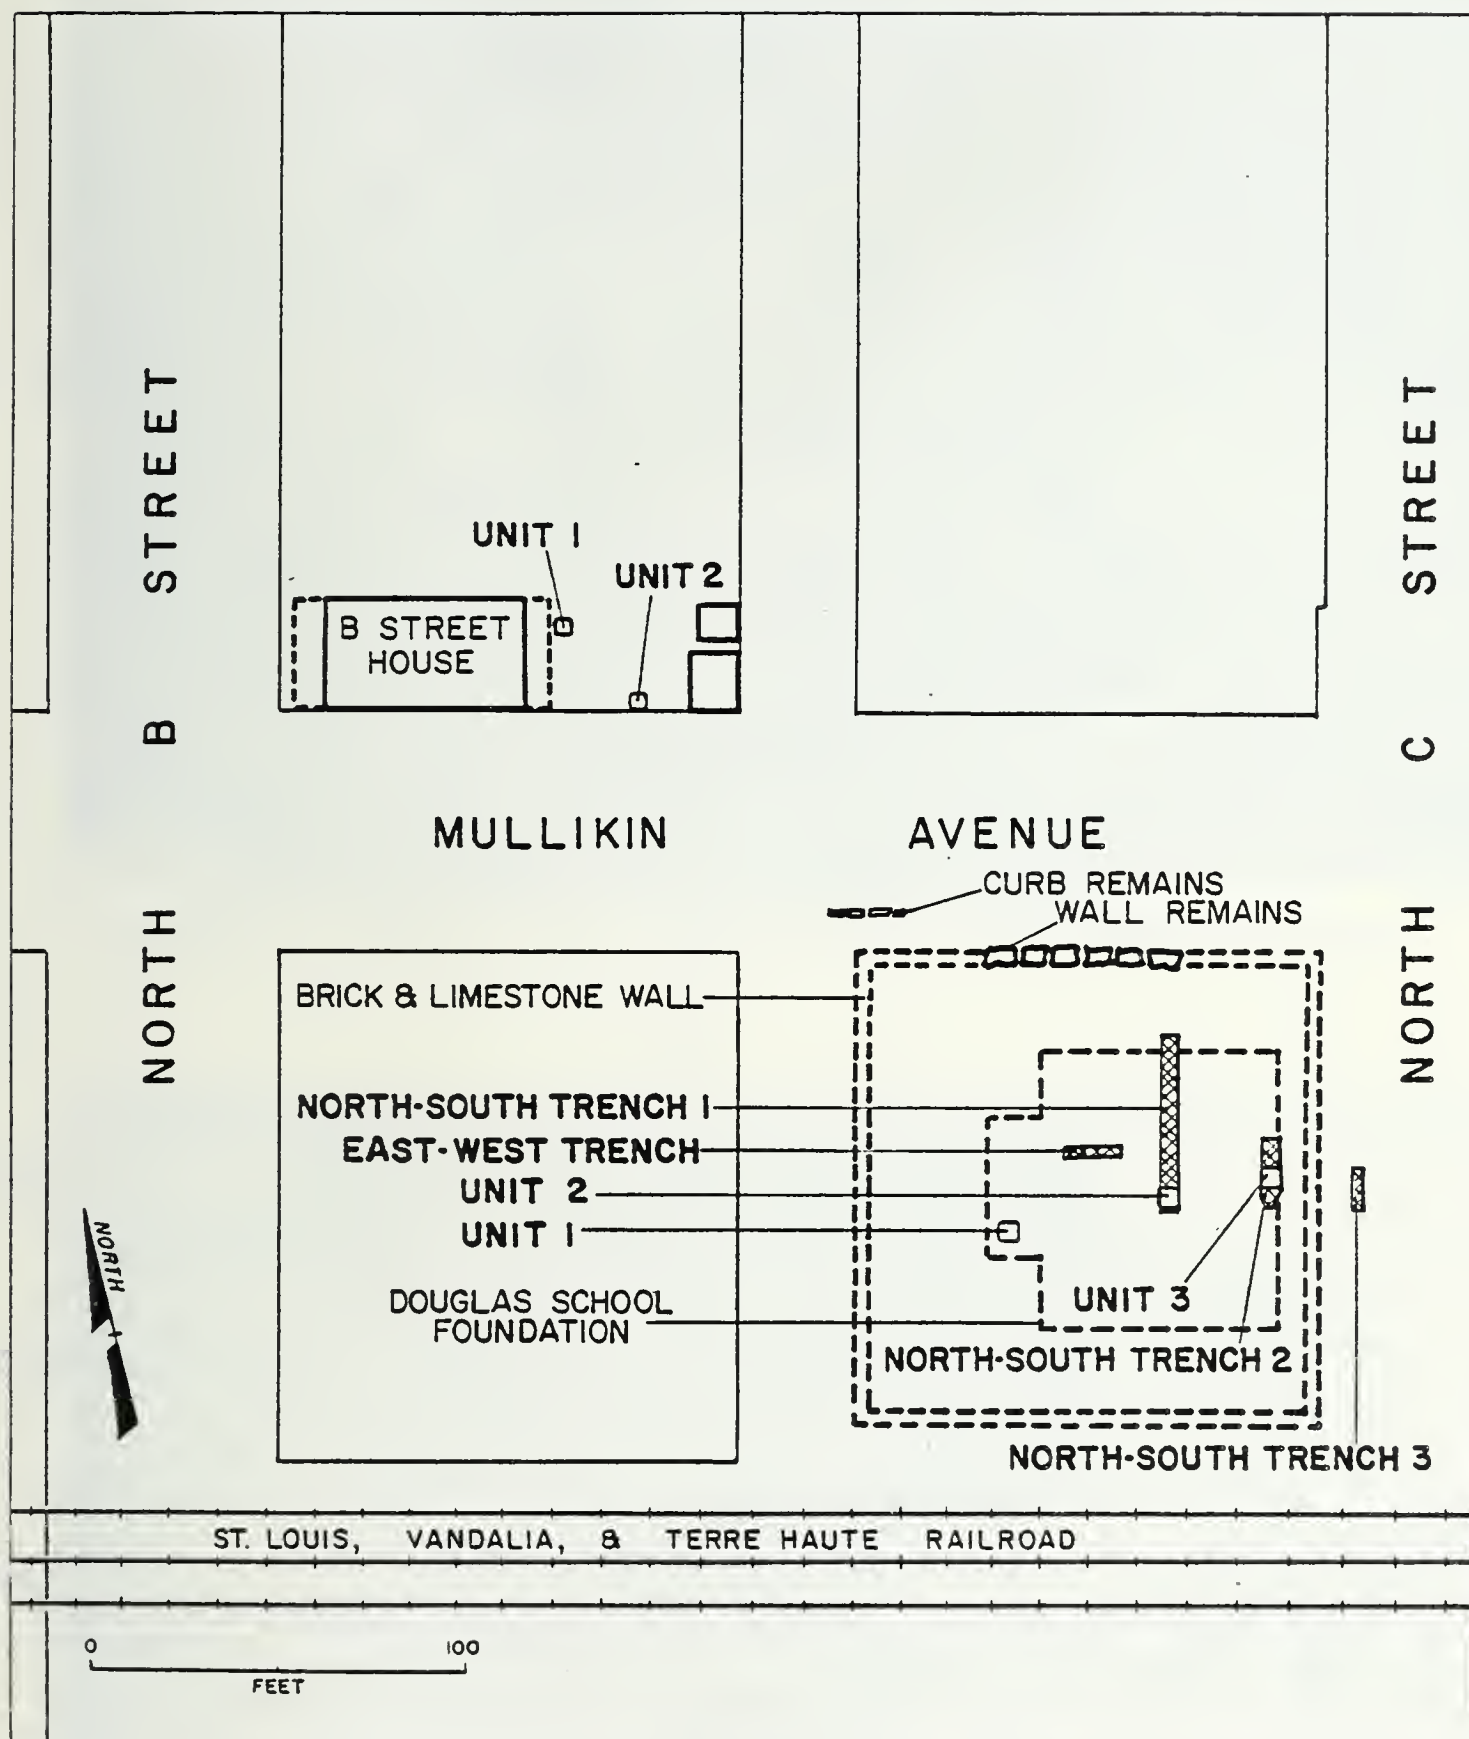 UNIT 1
UNIT 2
B STREET
HOUSE
NORTH B STREET
NORTH C STREET
MULLIKIN AVENUE
CURB REMAINS
WALL REMAINS
BRICK & LIMESTONE WALL
NORTH-SOUTH TRENCH 1
EAST-WEST TRENCH
UNIT 2
UNIT 1
NORTH
DOUGLAS SCHOOL
FOUNDATION
UNIT 3
NORTH-SOUTH TRENCH 2
NORTH-SOUTH TRENCH 3
ST. LOUIS, VANDALIA, & TERRE HAUTE RAILROAD
0 100
FEET